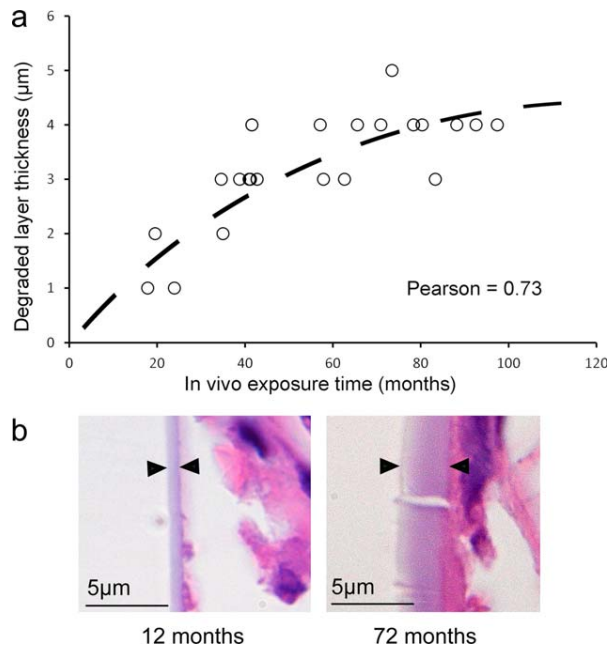 a
Degraded layer thickness (µm)
6
5
4
3
2
1
0
0 20 40 60 80 100 120
Pearson = 0.73
In vivo exposure time (months)
b
5µm
5µm
12 months
72 months